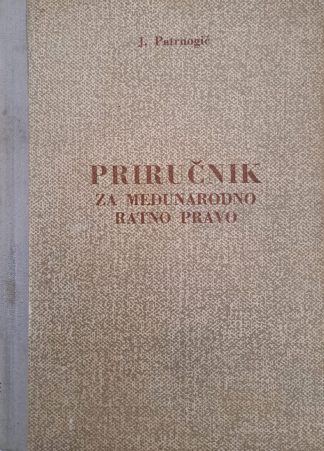 J. Patrnogić
PRIRUČNIK
ZA MEĐUNARODNO
RATNO PRAVO